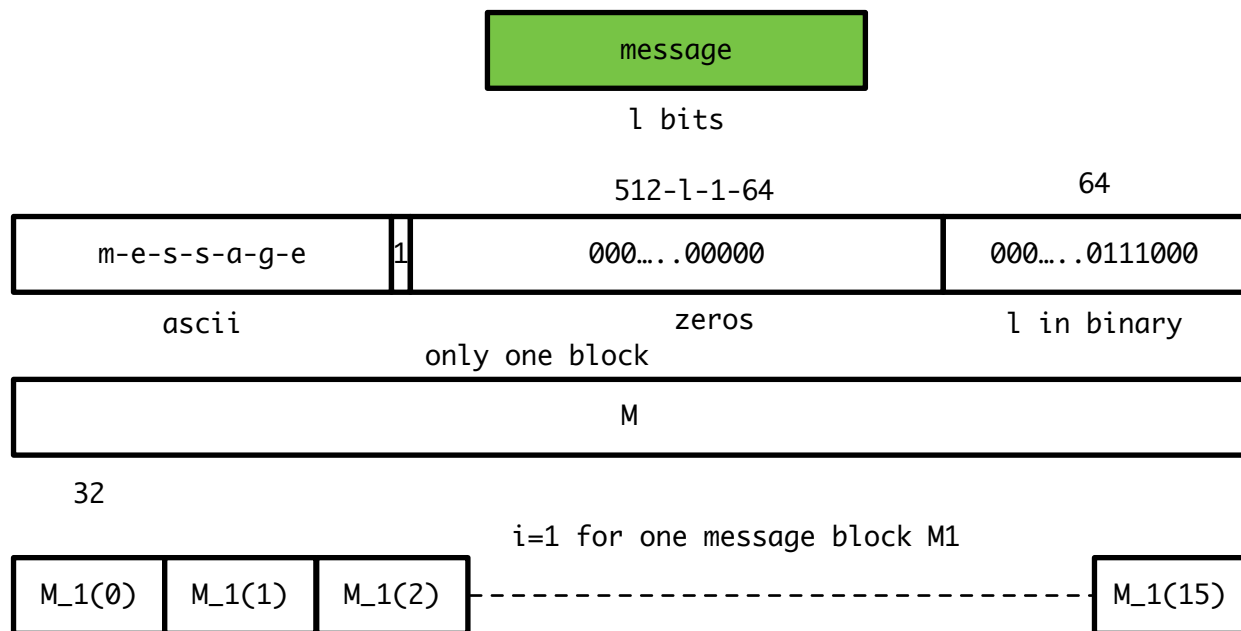 message
l bits
512-l-1-64 64
m-e-s-s-a-g-e 1 000…..00000 000…..0111000
ascii zeros l in binary
only one block
M
32
i=1 for one message block M1
M_1(0) M_1(1) M_1(2) M_1(15)